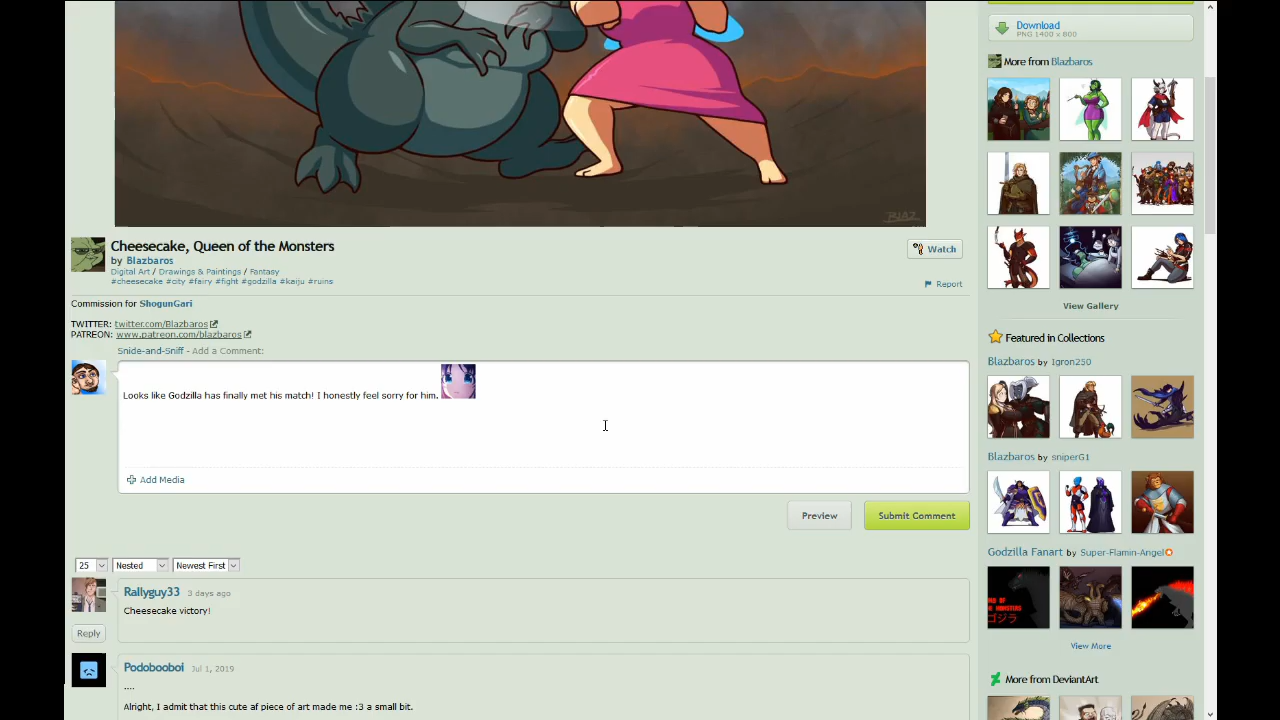 BLAZ
Download
PNG 1400 x 800
More from Blazbaros
View Gallery
Featured in Collections
Blazbaros by Igron250
Blazbaros by sniperG1
Godzilla Fanart by Super-Flamin-Angel
View More
More from DeviantArt
Cheesecake, Queen of the Monsters
by Blazbaros
Digital Art / Drawings & Paintings / Fantasy
#cheesecake #city #fairy #fight #godzilla #kaiju #ruins
Watch
Report
Commission for ShogunGari
TWITTER: twitter.com/Blazbaros
PATREON: www.patreon.com/blazbaros
Snide-and-Sniff - Add a Comment:
Looks like Godzilla has finally met his match! I honestly feel sorry for him.
Add Media
Preview
Submit Comment
25 Nested Newest First
Rallyguy33 3 days ago
Cheesecake victory!
Reply
Podobooboi Jul 1, 2019
....
Alright, I admit that this cute af piece of art made me :3 a small bit.